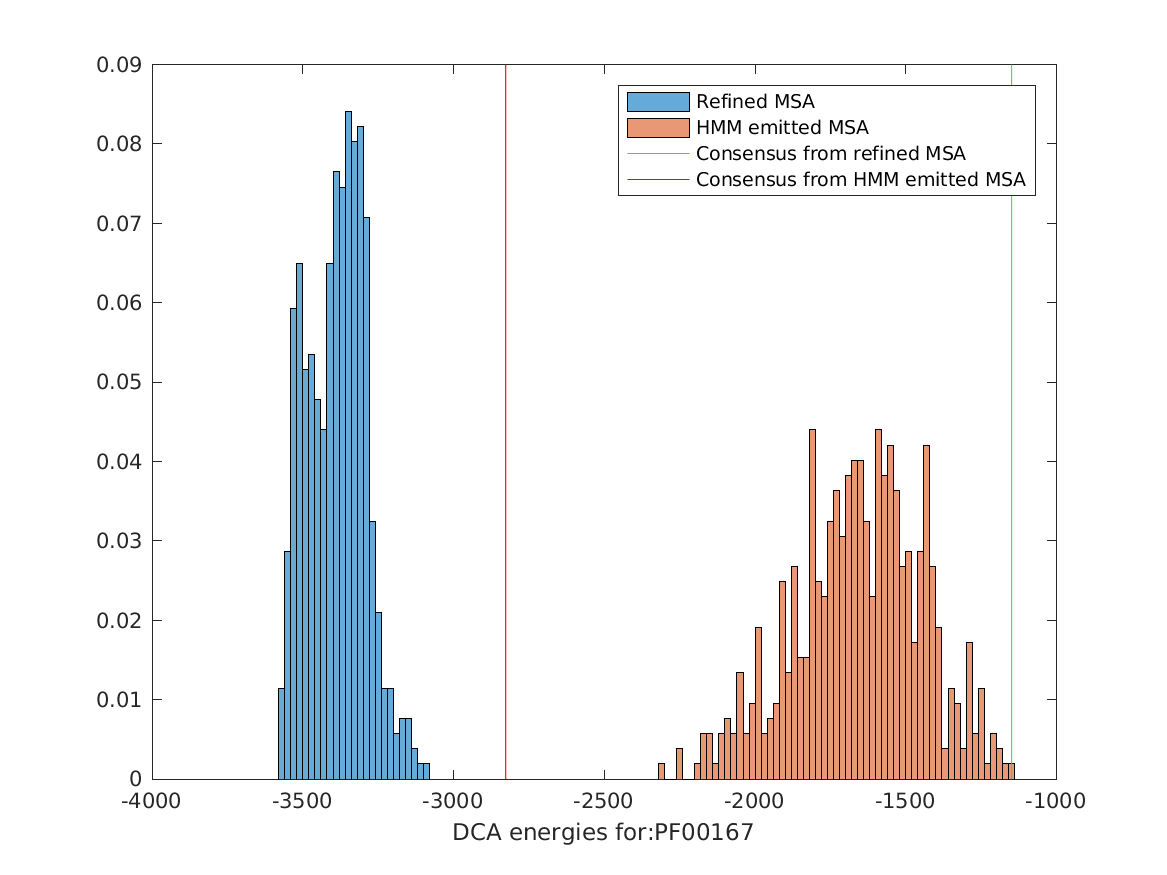 0.09
0.08
0.07
0.06
0.05
0.04
0.03
0.02
0.01
0
Refined MSA
HMM emitted MSA
Consensus from refined MSA
Consensus from HMM emitted MSA
-4000 -3500 -3000 -2500 -2000 -1500 -1000
DCA energies for:PF00167